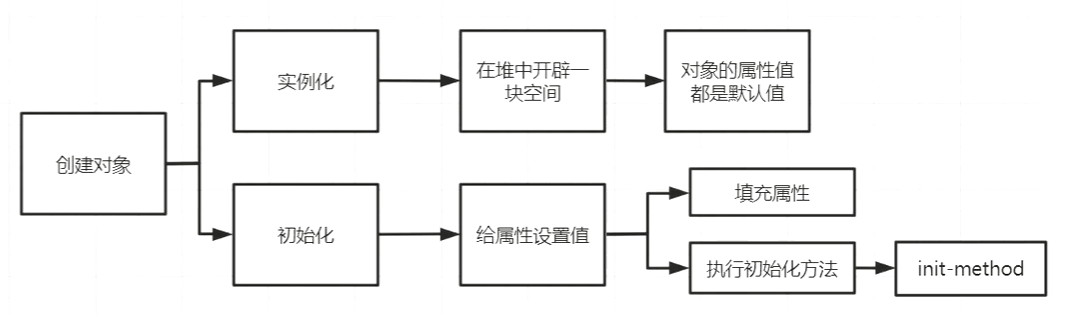 创建对象
实例化
在堆中开辟一
块空间
对象的属性值
都是默认值
初始化
给属性设置值
填充属性
执行初始化方法
init-method